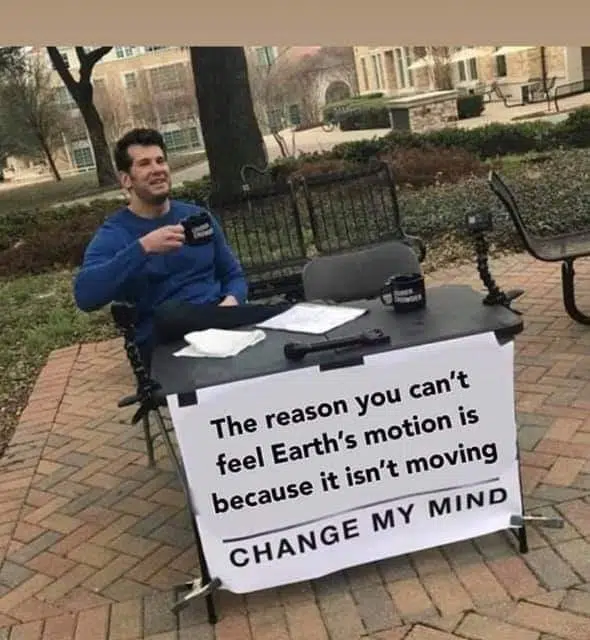 The reason you can't
feel Earth's motion is
because it isn't moving
CHANGE MY MIND